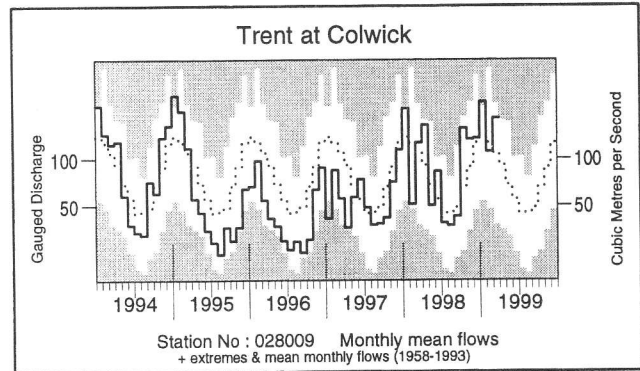 Trent at Colwick
Gauged Discharge
100
50
100
50
Cubic Metres per Second
1994 1995 1996 1997 1998 1999
Station No : 028009 Monthly mean flows
+ extremes & mean monthly flows (1958-1993)